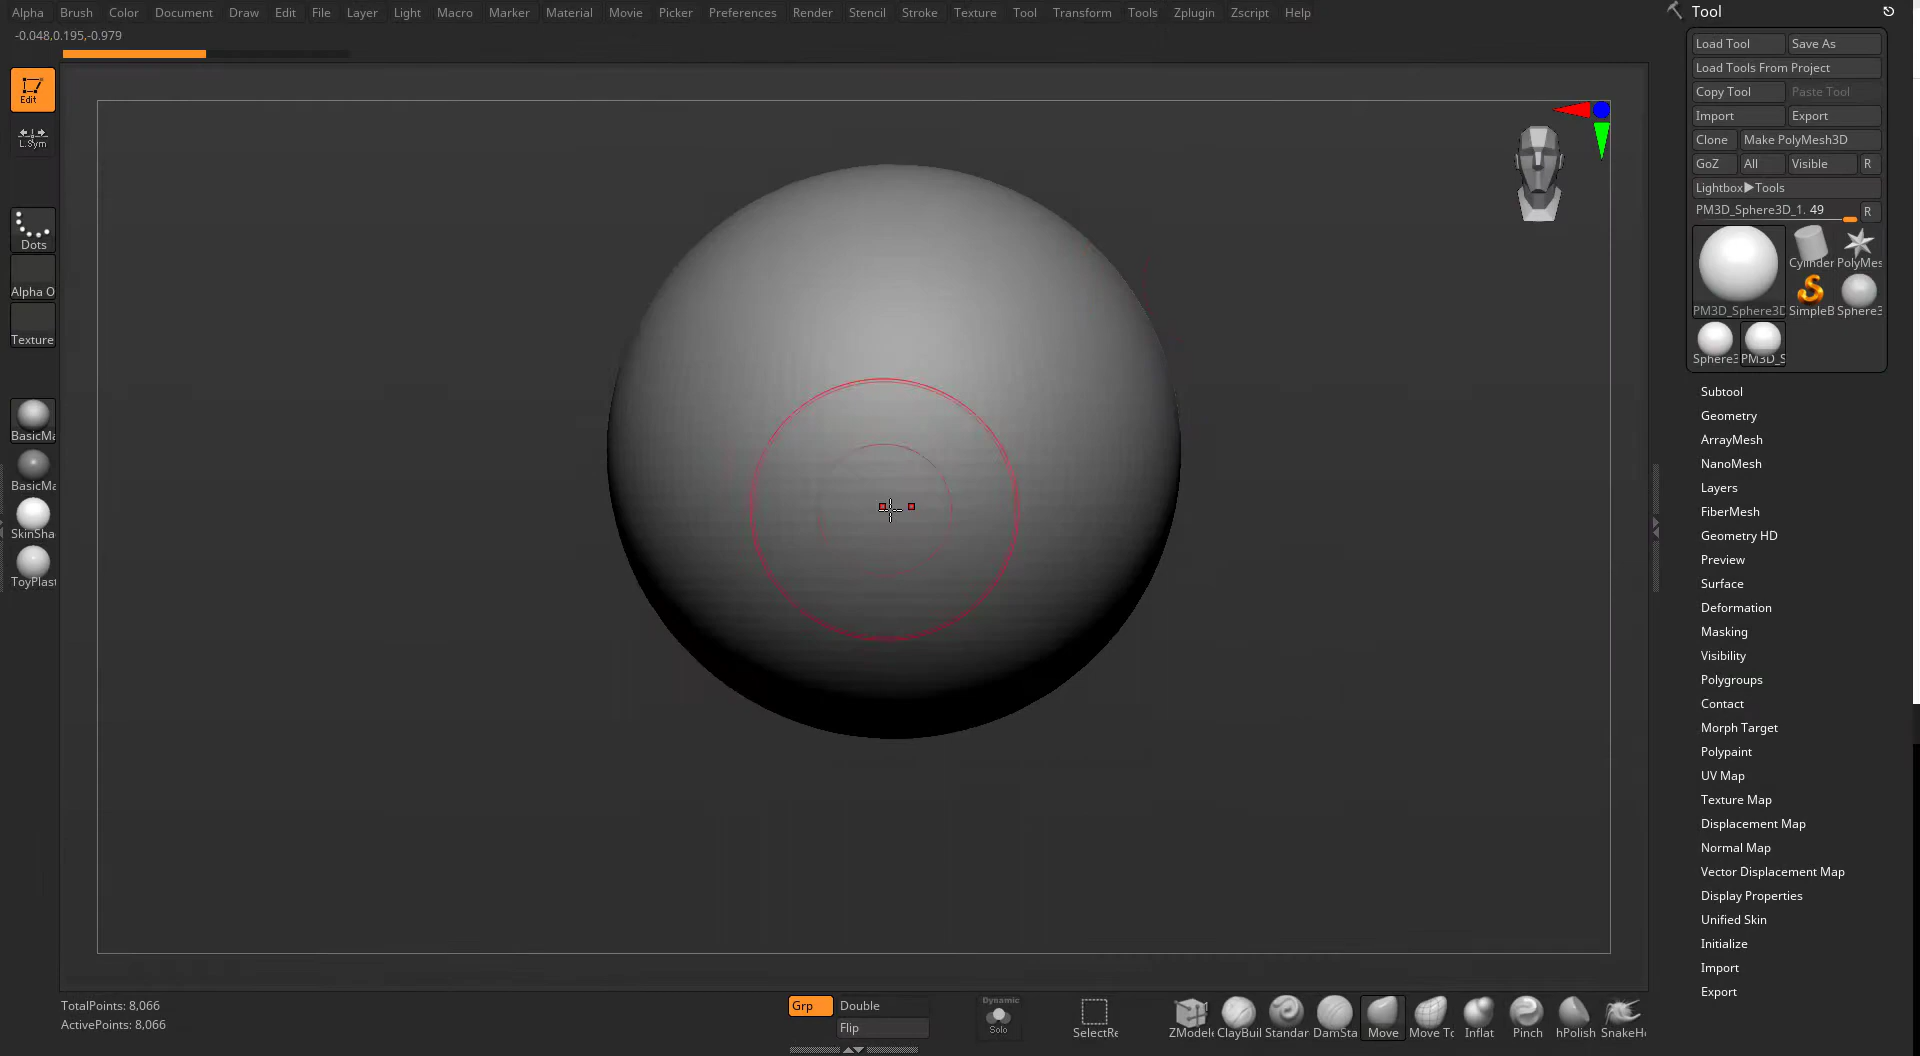 Alpha Brush Color Document Draw Edit File Layer Light Macro Marker Material Movie Picker Preferences Render Stencil Stroke Texture Tool Transform Tools Zplugin Zscript Help
-0.048,0.195,-0.979
Edit
L.Sym
Dots
Alpha O
Texture
BasicMa
BasicMa
SkinSha
ToyPlast
Tool
Load Tool Save As
Load Tools From Project
Copy Tool Paste Tool
Import Export
Clone Make PolyMesh3D
GoZ All Visible R
Lightbox▶Tools
PM3D_Sphere3D_1. 49 R
Cylinder PolyMes
PM3D_Sphere3D SimpleB Sphere3
Sphere3 PM3D_S
Subtool
Geometry
ArrayMesh
NanoMesh
Layers
FiberMesh
Geometry HD
Preview
Surface
Deformation
Masking
Visibility
Polygroups
Contact
Morph Target
Polypaint
UV Map
Texture Map
Displacement Map
Normal Map
Vector Displacement Map
Display Properties
Unified Skin
Initialize
Import
Export
TotalPoints: 8,066
ActivePoints: 8,066
Grp Double
Flip
Dynamic
Solo
SelectRe
ZModele ClayBuil Standar DamSta Move Move To Inflat Pinch hPolish SnakeHo